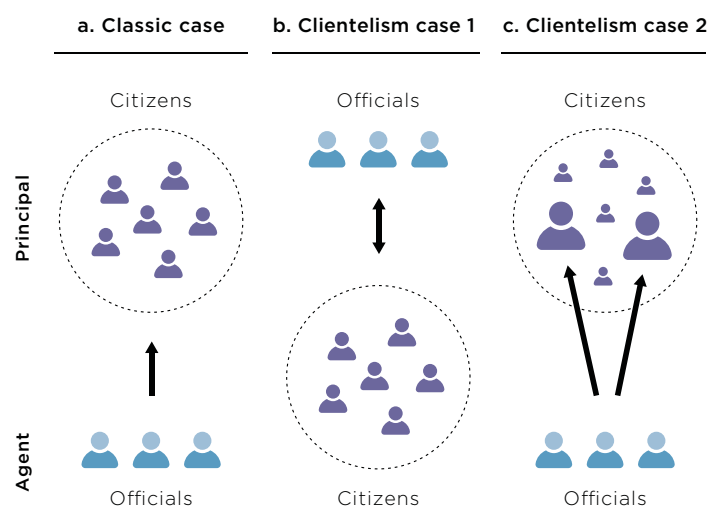 a. Classic case
b. Clientelism case 1
c. Clientelism case 2
Citizens
Officials
Citizens
Principal
Agent
Officials
Citizens
Officials